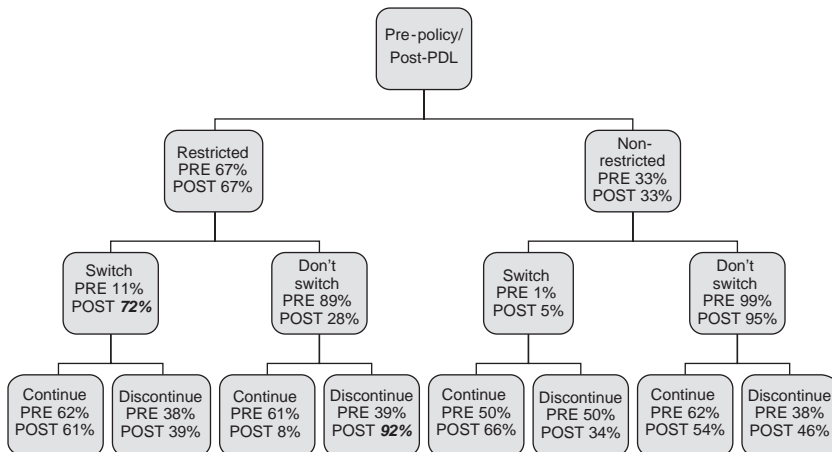 Pre-policy/
Post-PDL
Restricted
PRE 67%
POST 67%
Non-
restricted
PRE 33%
POST 33%
Switch
PRE 11%
POST 72%
Don't
switch
PRE 89%
POST 28%
Switch
PRE 1%
POST 5%
Don't
switch
PRE 99%
POST 95%
Continue
PRE 62%
POST 61%
Discontinue
PRE 38%
POST 39%
Continue
PRE 61%
POST 8%
Discontinue
PRE 39%
POST 92%
Continue
PRE 50%
POST 66%
Discontinue
PRE 50%
POST 34%
Continue
PRE 62%
POST 54%
Discontinue
PRE 38%
POST 46%